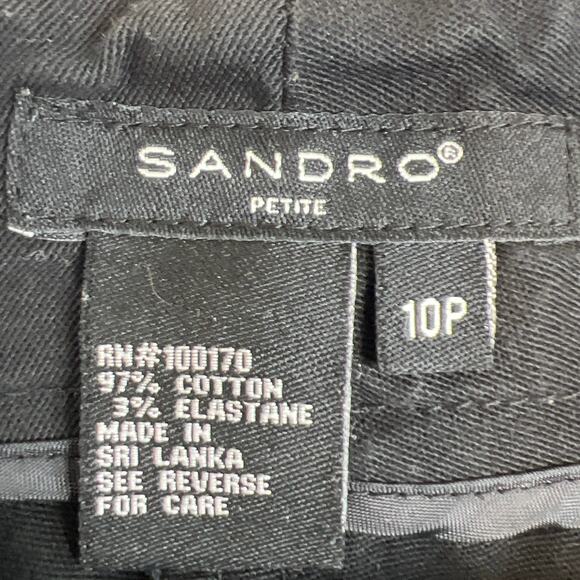 SANDRO®
PETITE
10P
RN#100170
97% COTTON
3% ELASTANE
MADE IN
SRI LANKA
SEE REVERSE
FOR CARE